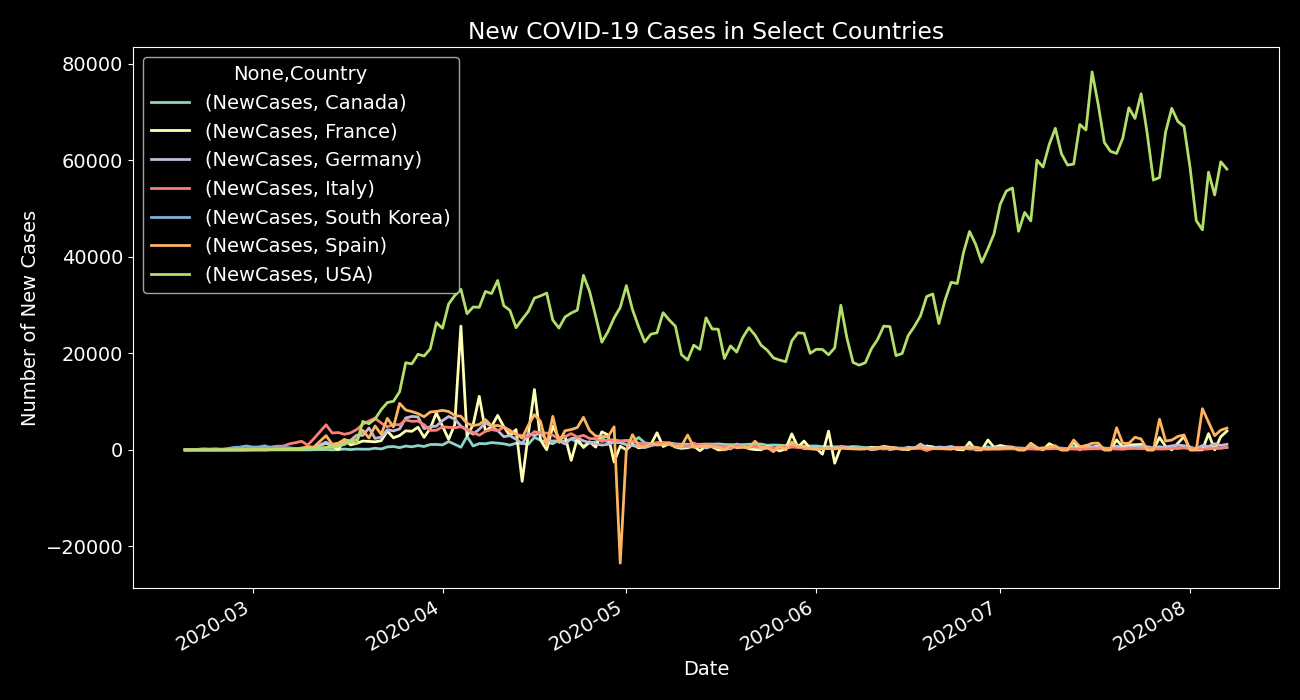 New COVID-19 Cases in Select Countries
None,Country
(NewCases, Canada)
(NewCases, France)
(NewCases, Germany)
(NewCases, Italy)
(NewCases, South Korea)
(NewCases, Spain)
(NewCases, USA)
Number of New Cases
80000
60000
40000
20000
0
−20000
2020-03
2020-04
2020-05
2020-06
2020-07
2020-08
Date